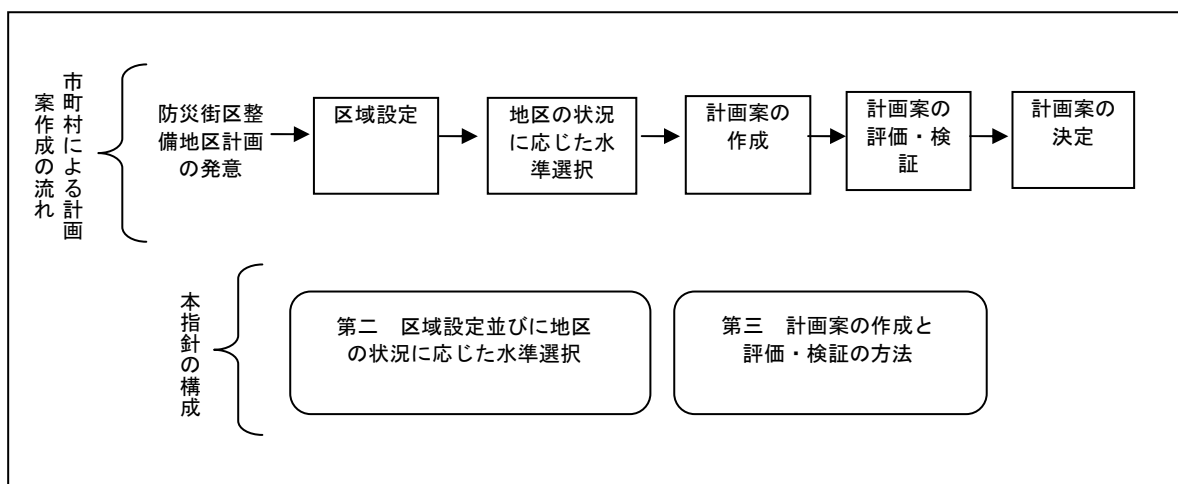 市町村による計画
案作成の流れ
防災街区整
備地区計画
の発意
区域設定
地区の状況
に応じた水
準選択
計画案の
作成
計画案の
評価・検
証
計画案の
決定
本指針の構成
第二　区域設定並びに地区
の状況に応じた水準選択
第三　計画案の作成と
評価・検証の方法